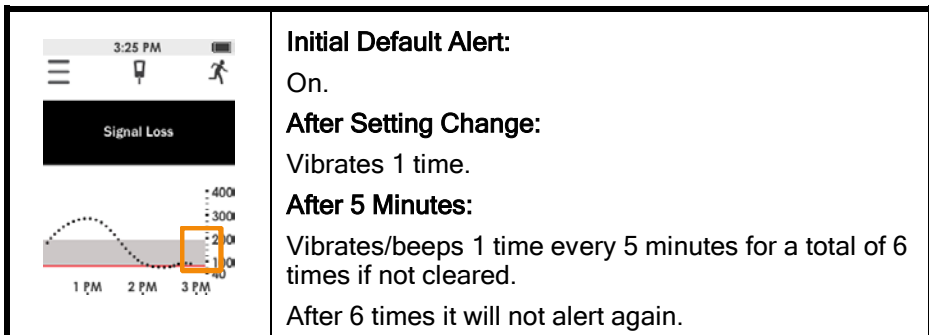 3:25 PM
Signal Loss
400
300
200
100
40
1 PM 2 PM 3 PM
Initial Default Alert:
On.
After Setting Change:
Vibrates 1 time.
After 5 Minutes:
Vibrates/beeps 1 time every 5 minutes for a total of 6
times if not cleared.
After 6 times it will not alert again.